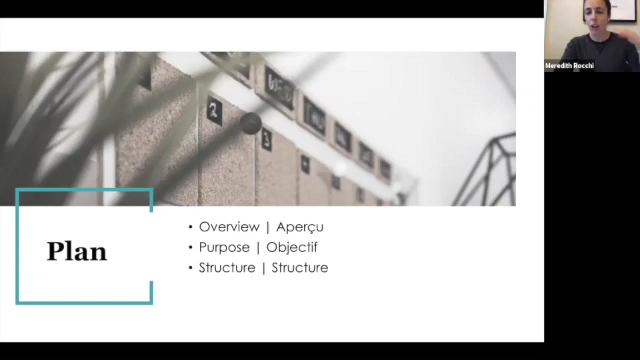 Meredith Rocchi
2
3
Plan
• Overview | Aperçu
• Purpose | Objectif
• Structure | Structure